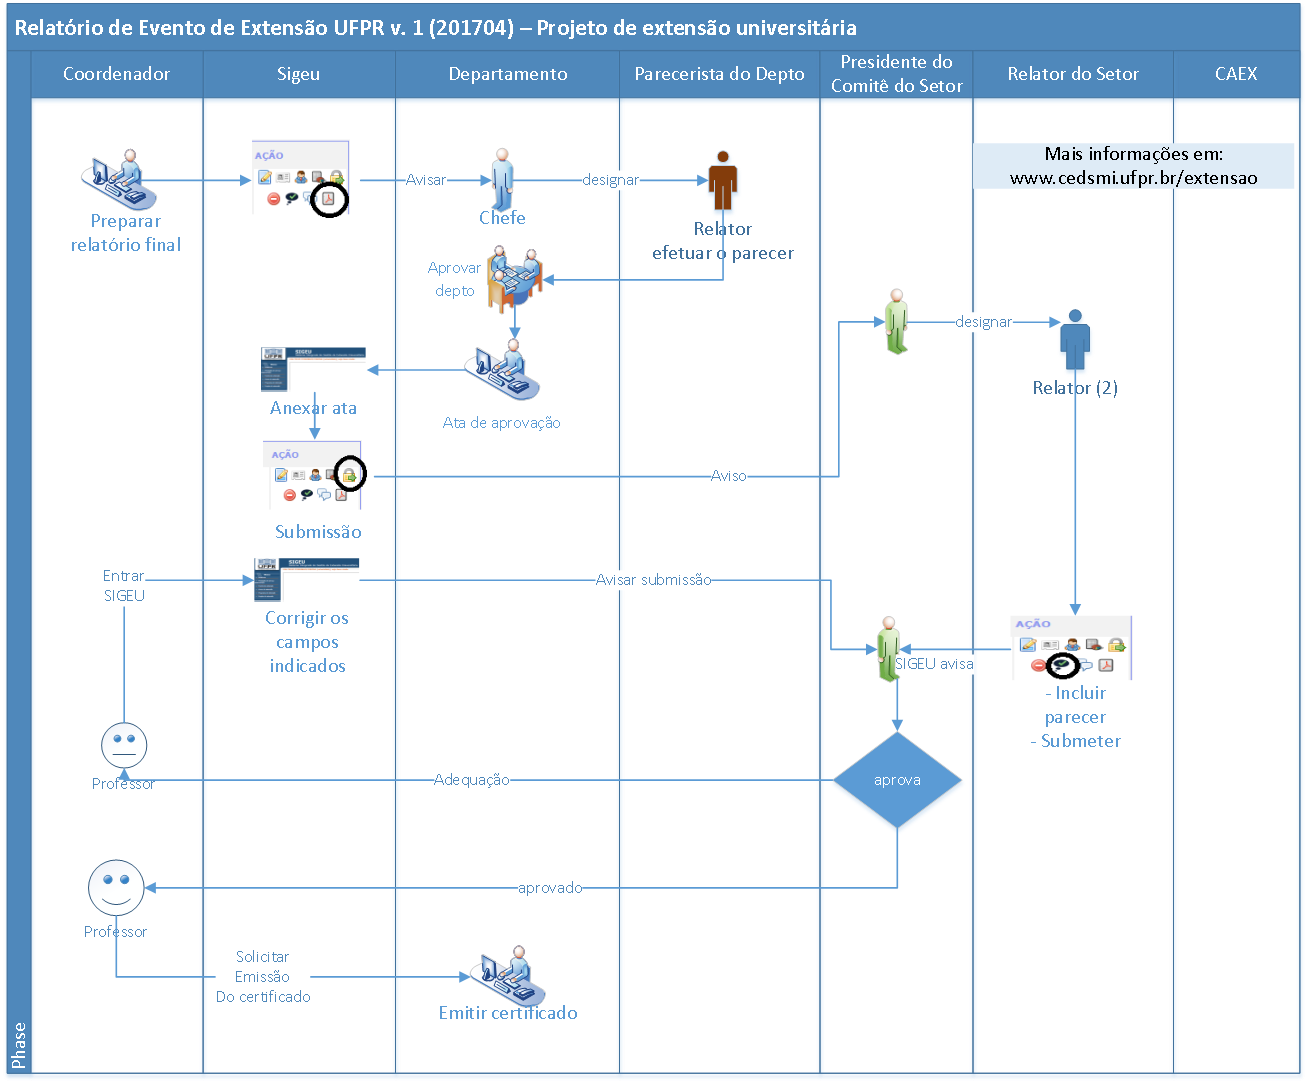 Relatório de Evento de Extensão UFPR v. 1 (201704) – Projeto de extensão universitária
Phase
Coordenador
Sigeu
Departamento
Parecerista do Depto
Presidente do
Comitê do Setor
Relator do Setor
CAEX
Mais informações em:
www.cedsmi.ufpr.br/extensao
AÇÃO
Avisar
designar
Preparar
relatório final
Chefe
Relator
efetuar o parecer
Aprovar
depto
designar
UFPR
SIGEU
Relator (2)
Anexar ata
Ata de aprovação
AÇÃO
Aviso
Submissão
UFPR
SIGEU
Entrar
SIGEU
Avisar submissão
Corrigir os
campos
indicados
AÇÃO
SIGEU avisa
- Incluir
parecer
- Submeter
Professor
Adequação
aprova
aprovado
Professor
Solicitar
Emissão
Do certificado
Emitir certificado